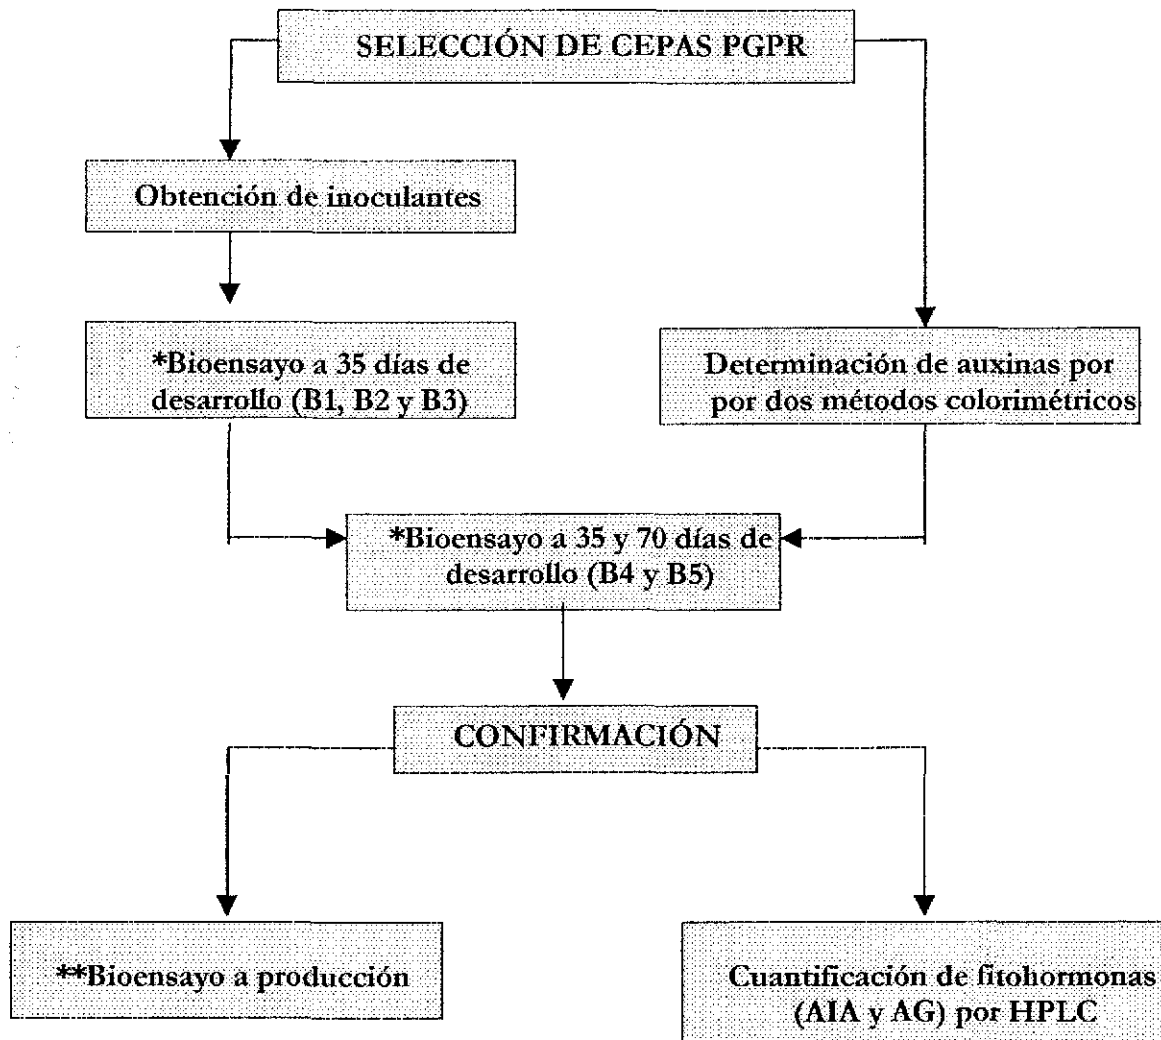 SELECCIÓN DE CEPAS PGPR
Obtención de inoculantes
*Bioensayo a 35 días de
desarrollo (B1, B2 y B3)
Determinación de auxinas por
por dos métodos colorimétricos
*Bioensayo a 35 y 70 días de
desarrollo (B4 y B5)
CONFIRMACIÓN
**Bioensayo a producción
Cuantificación de fitohormonas
(AIA y AG) por HPLC